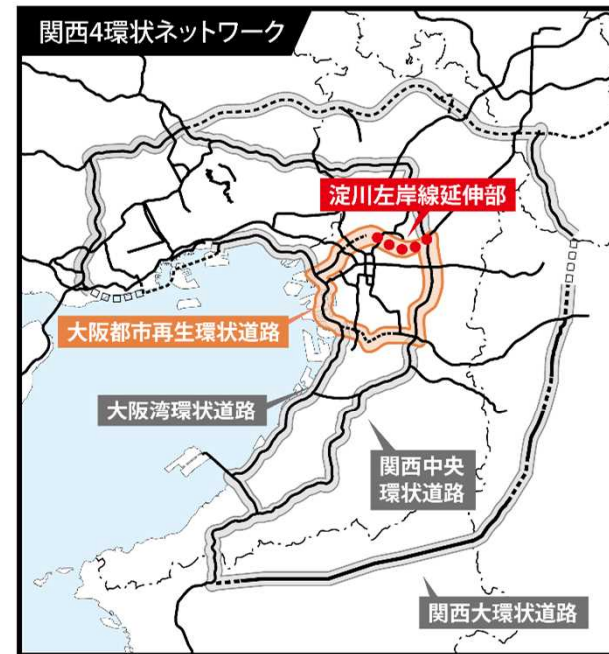 関西4環状ネットワーク
淀川左岸線延伸部
大阪都市再生環状道路
大阪湾環状道路
関西中央
環状道路
関西大環状道路